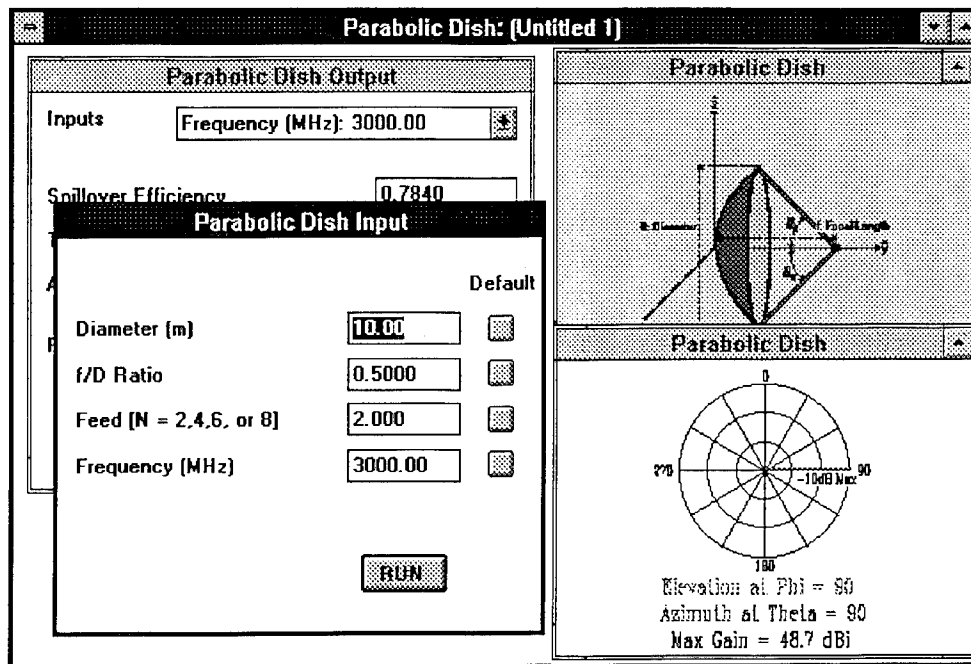 Parabolic Dish: (Untitled 1)
Parabolic Dish Output
Inputs
Frequency (MHz): 3000.00
Spillover Efficiency
0.7840
Parabolic Dish Input
Default
Diameter (m)
10.00
f/D Ratio
0.5000
Feed [N = 2,4,6, or 8]
2.000
Frequency (MHz)
3000.00
RUN
Parabolic Dish
z
Diameter
Focal Length
y
Parabolic Dish
0
270
-10dB Max
90
180
Elevation at Phi = 90
Azimuth at Theta = 90
Max Gain = 48.7 dBi